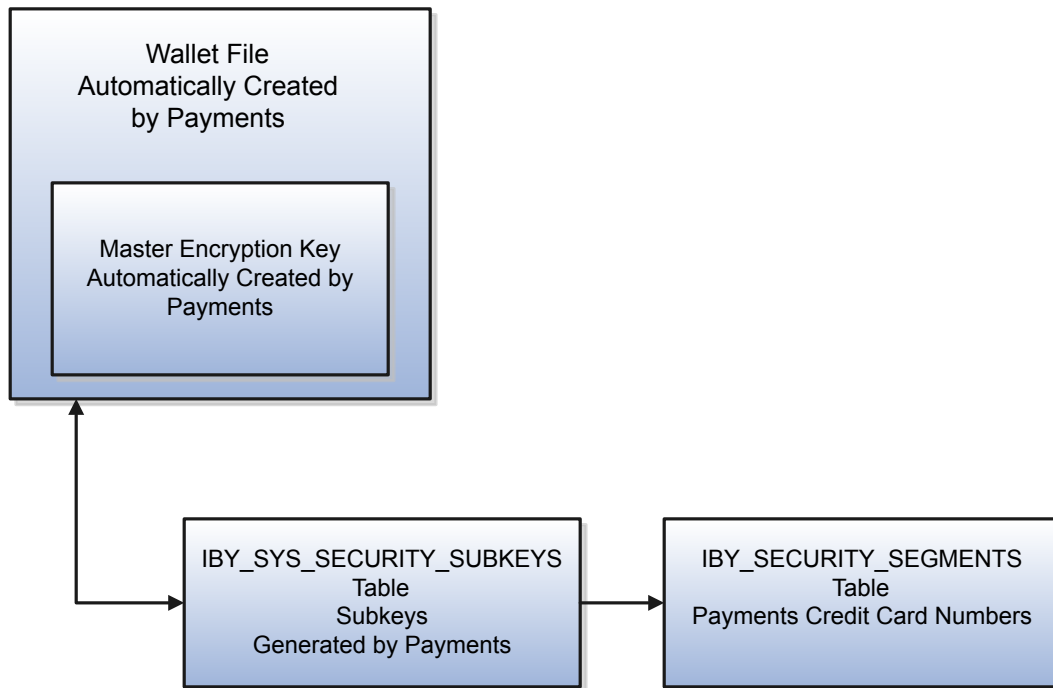 Wallet File
Automatically Created
by Payments
Master Encryption Key
Automatically Created by
Payments
IBY_SYS_SECURITY_SUBKEYS
Table
Subkeys
Generated by Payments
IBY_SECURITY_SEGMENTS
Table
Payments Credit Card Numbers